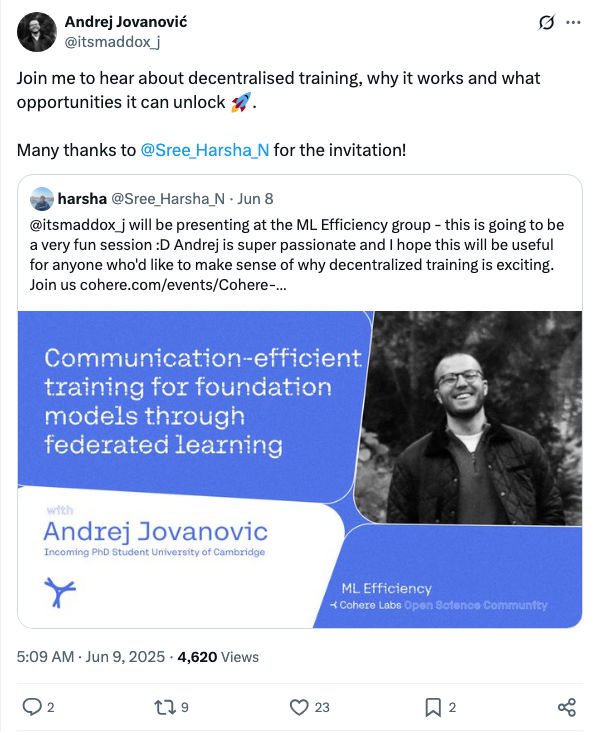 Andrej Jovanović
@itsmaddox_j
Join me to hear about decentralised training, why it works and what
opportunities it can unlock 🚀.
Many thanks to @Sree_Harsha_N for the invitation!
harsha @Sree_Harsha_N · Jun 8
@itsmaddox_j will be presenting at the ML Efficiency group - this is going to be
a very fun session :D Andrej is super passionate and I hope this will be useful
for anyone who'd like to make sense of why decentralized training is exciting.
Join us cohere.com/events/Cohere-...
Communication-efficient
training for foundation
models through
federated learning
with
Andrej Jovanovic
Incoming PhD Student University of Cambridge
ML Efficiency
Cohere Labs Open Science Community
5:09 AM · Jun 9, 2025 · 4,620 Views
2
9
23
2